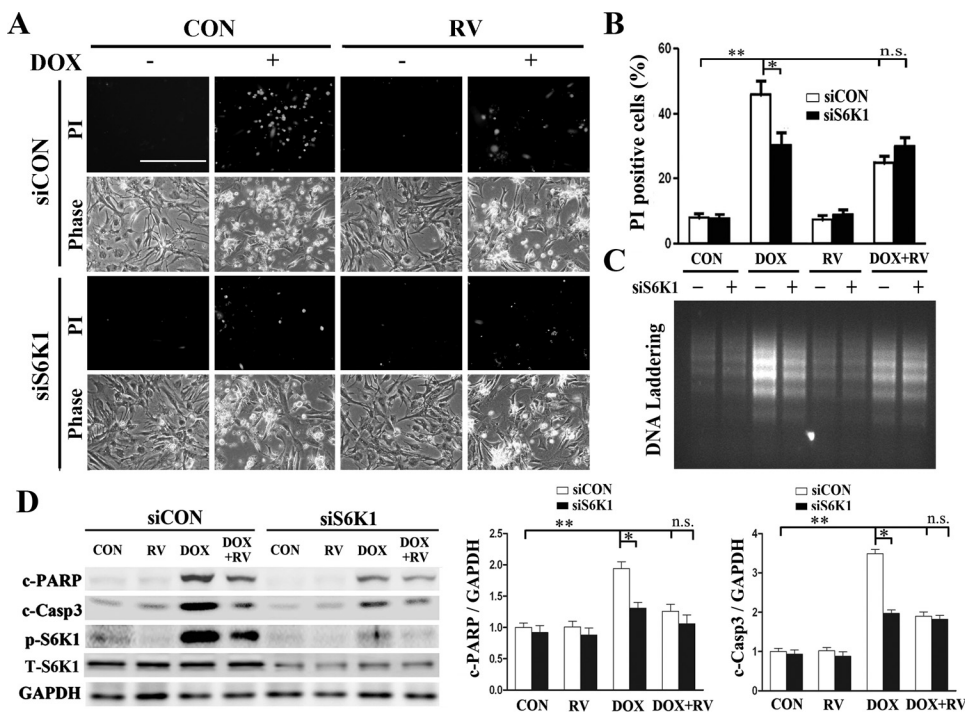 A
CON RV
DOX - + - +
siCON
PI
Phase
siS6K1
PI
Phase
B
PI positive cells (%)
60
40
20
0
** * n.s.
siCON
siS6K1
CON DOX RV DOX+RV
C
siS6K1 – + – + – + – +
DNA Laddering
D
siCON siS6K1
CON RV DOX DOX+RV CON RV DOX DOX+RV
c-PARP
c-Casp3
p-S6K1
T-S6K1
GAPDH
siCON
siS6K1
c-PARP / GAPDH
2.5
2.0
1.5
1.0
0.5
0.0
** * n.s.
CON RV DOX DOX+RV
siCON
siS6K1
c-Casp3 / GAPDH
4
3
2
1
0
** * n.s.
CON RV DOX DOX+RV